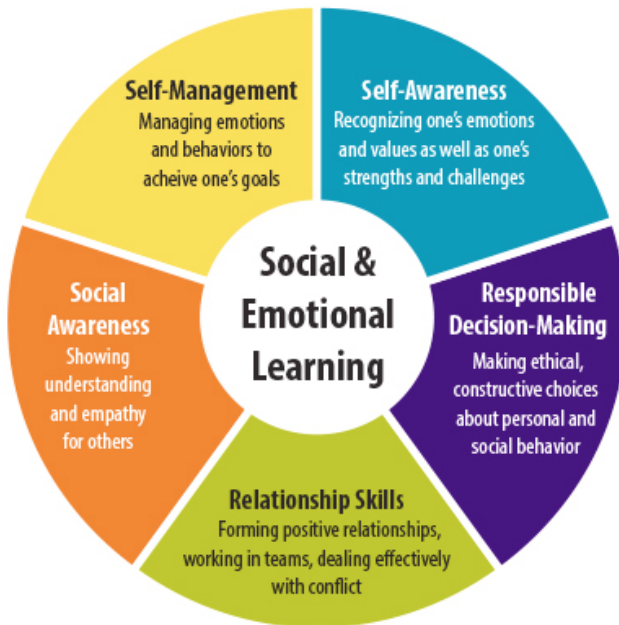 Self-Management
Managing emotions
and behaviors to
acheive one's goals
Self-Awareness
Recognizing one's emotions
and values as well as one's
strengths and challenges
Social &
Emotional
Learning
Social
Awareness
Showing
understanding
and empathy
for others
Responsible
Decision-Making
Making ethical,
constructive choices
about personal and
social behavior
Relationship Skills
Forming positive relationships,
working in teams, dealing effectively
with conflict